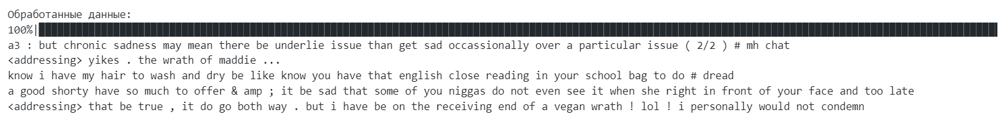 Обработанные данные:
100%|
a3 : but chronic sadness may mean there be underlie issue than get sad occassionally over a particular issue ( 2/2 ) # mh chat
<addressing> yikes . the wrath of maddie ...
know i have my hair to wash and dry be like know you have that english close reading in your school bag to do # dread
a good shorty have so much to offer & amp ; it be sad that some of you niggas do not even see it when she right in front of your face and too late
<addressing> that be true , it do go both way . but i have be on the receiving end of a vegan wrath ! lol ! i personally would not condemn